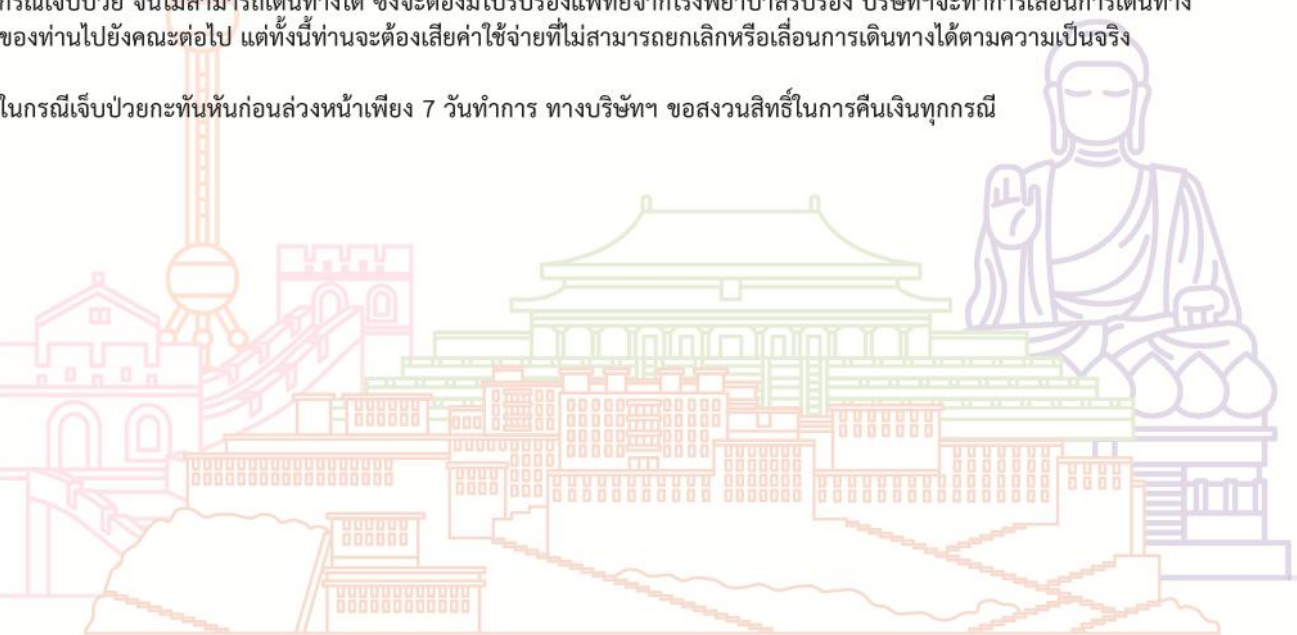 กรณีเจ็บป่วย จนไม่สามารถเดินทางได้ ซึ่งจะต้องมีใบรับรองแพทย์จากโรงพยาบาลรับรอง บริษัทฯจะทำการเลื่อนการเดินทาง
ของท่านไปยังคณะต่อไป แต่ทั้งนี้ท่านจะต้องเสียค่าใช้จ่ายที่ไม่สามารถยกเลิกหรือเลื่อนการเดินทางได้ตามความเป็นจริง
ในกรณีเจ็บป่วยกะทันหันก่อนล่วงหน้าเพียง 7 วันทำการ ทางบริษัทฯ ขอสงวนสิทธิ์ในการคืนเงินทุกกรณี